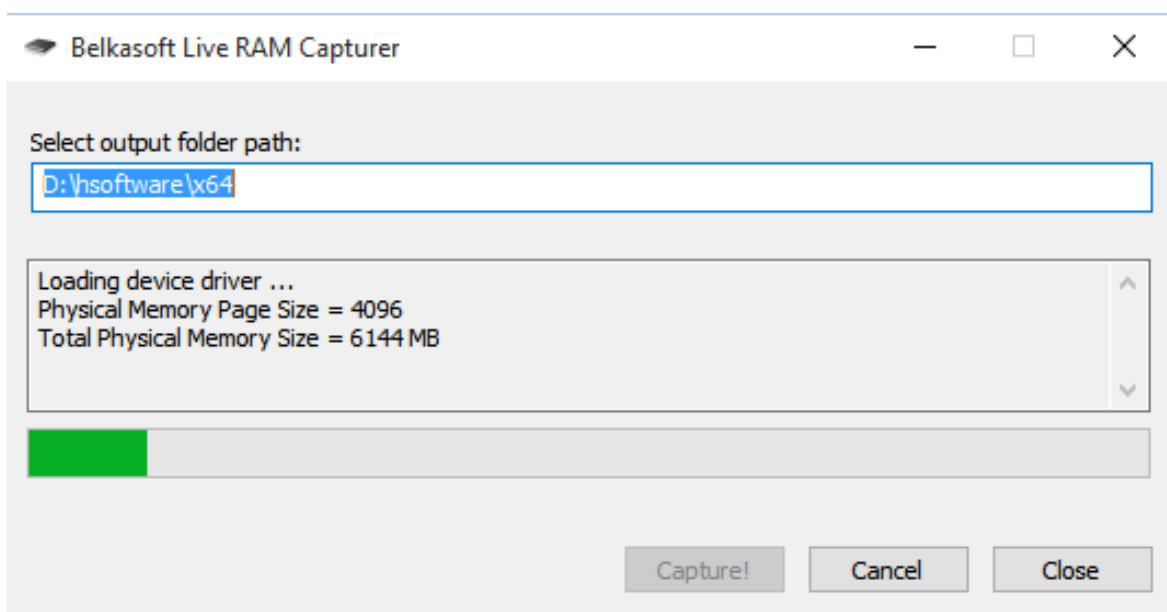 Belkasoft Live RAM Capturer
Select output folder path:
D:\hsoftware\x64
Loading device driver ...
Physical Memory Page Size = 4096
Total Physical Memory Size = 6144 MB
Capture!
Cancel
Close